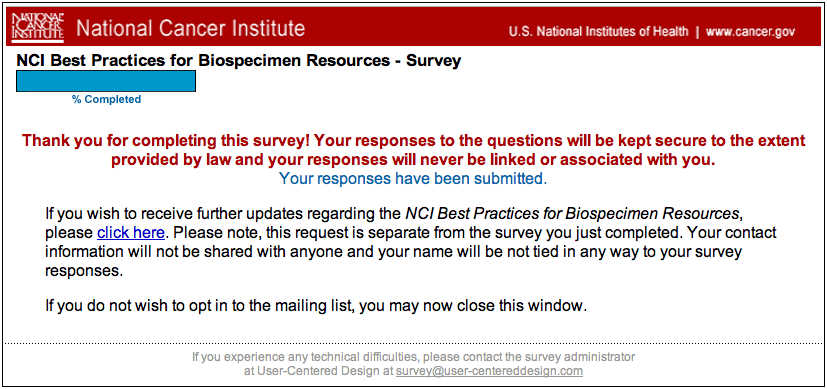 NATIONAL
CANCER
INSTITUTE
National Cancer Institute
U.S. National Institutes of Health | www.cancer.gov
NCI Best Practices for Biospecimen Resources - Survey
% Completed
Thank you for completing this survey! Your responses to the questions will be kept secure to the extent
provided by law and your responses will never be linked or associated with you.
Your responses have been submitted.
If you wish to receive further updates regarding the NCI Best Practices for Biospecimen Resources,
please click here. Please note, this request is separate from the survey you just completed. Your contact
information will not be shared with anyone and your name will be not tied in any way to your survey
responses.
If you do not wish to opt in to the mailing list, you may now close this window.
If you experience any technical difficulties, please contact the survey administrator
at User-Centered Design at survey@user-centereddesign.com